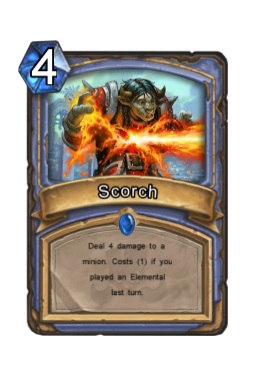 4
Scorch
Deal 4 damage to a
minion. Costs (1) if you
played an Elemental
last turn.